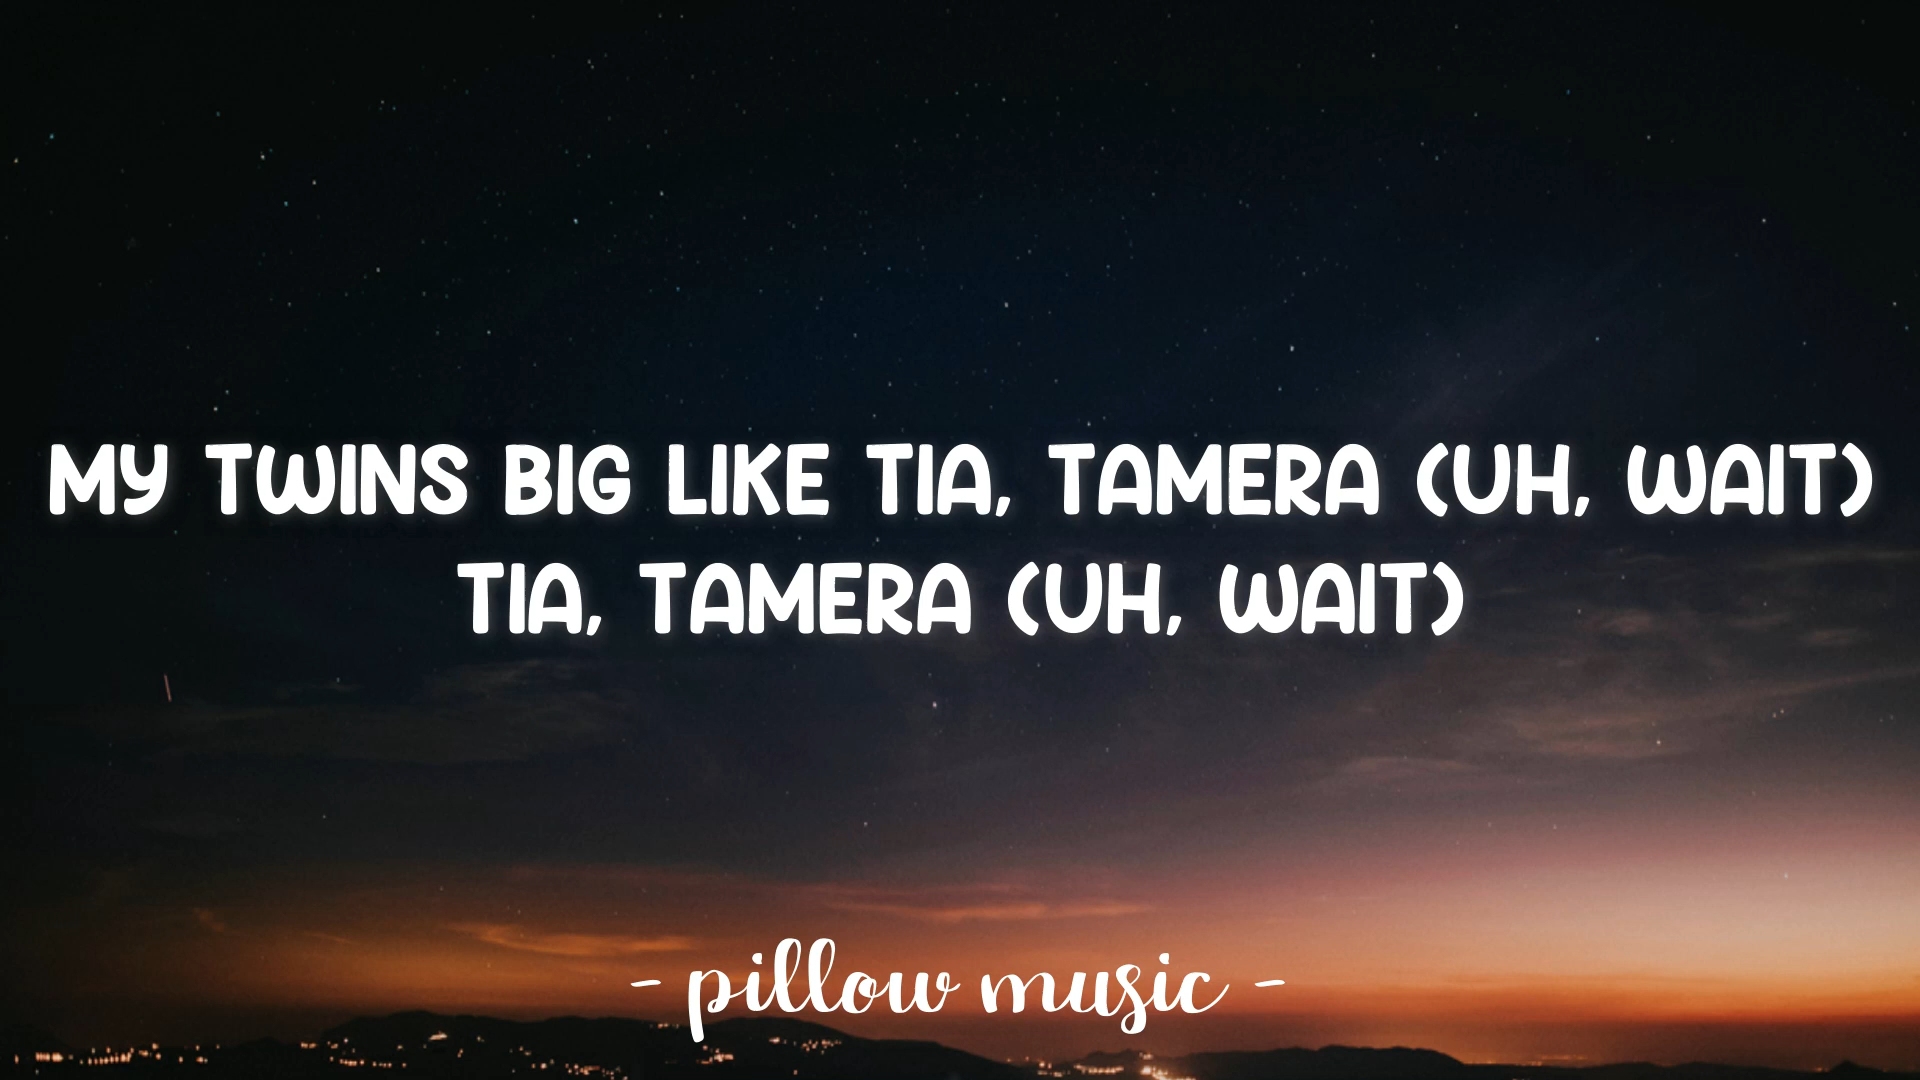 MY TWINS BIG LIKE TIA, TAMERA (UH, WAIT)
TIA, TAMERA (UH, WAIT)
- pillow music -